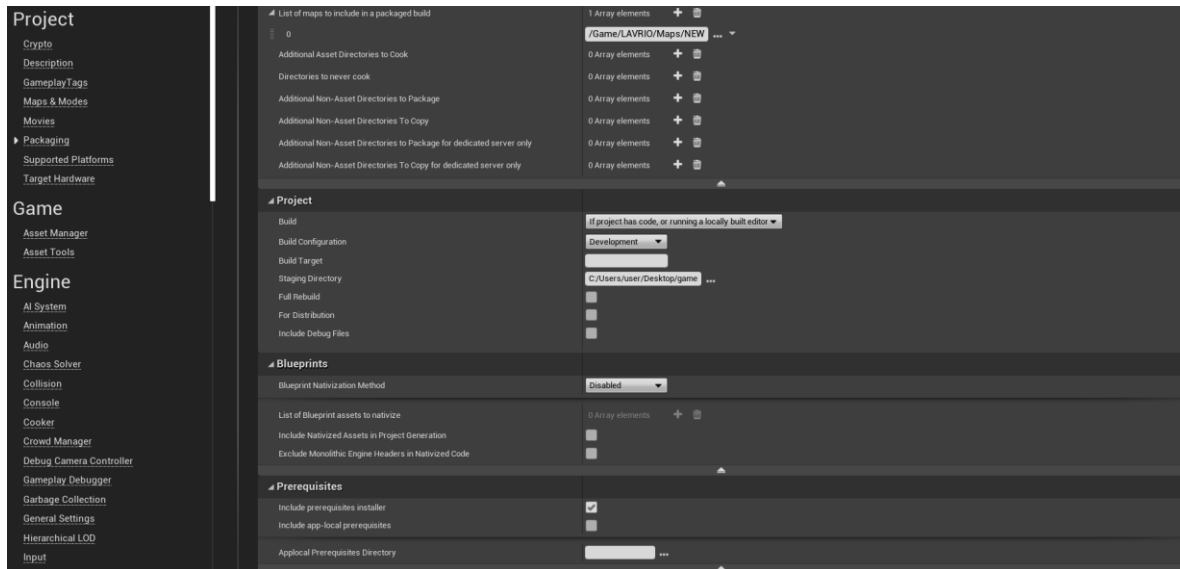 Project
Crypto
Description
GameplayTags
Maps & Modes
Movies
Packaging
Supported Platforms
Target Hardware
Game
Asset Manager
Asset Tools
Engine
AI System
Animation
Audio
Chaos Solver
Collision
Console
Cooker
Crowd Manager
Debug Camera Controller
Gameplay Debugger
Garbage Collection
General Settings
Hierarchical LOD
Input
List of maps to include in a packaged build 1 Array elements
0 /Game/LAVRIO/Maps/NEW ...
Additional Asset Directories to Cook 0 Array elements
Directories to never cook 0 Array elements
Additional Non-Asset Directories to Package 0 Array elements
Additional Non-Asset Directories To Copy 0 Array elements
Additional Non-Asset Directories to Package for dedicated server only 0 Array elements
Additional Non-Asset Directories To Copy for dedicated server only 0 Array elements
Project
Build If project has code, or running a locally built editor
Build Configuration Development
Build Target
Staging Directory C:/Users/user/Desktop/game ...
Full Rebuild
For Distribution
Include Debug Files
Blueprints
Blueprint Nativization Method Disabled
List of Blueprint assets to nativize 0 Array elements
Include Nativized Assets in Project Generation
Exclude Monolithic Engine Headers in Nativized Code
Prerequisites
Include prerequisites installer
Include app-local prerequisites
Applocal Prerequisites Directory ...